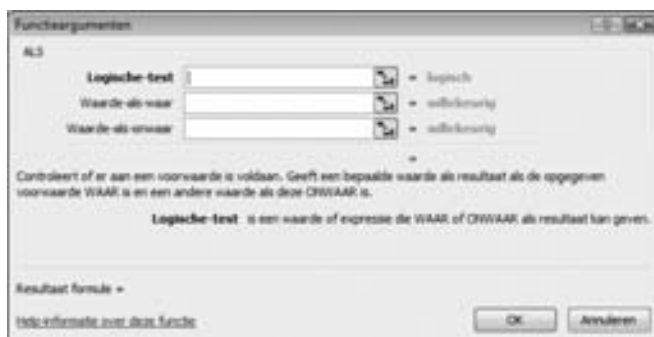 Functieargumenten
ALS
Logische-test = logisch
Waarde-als-waar = willekeurig
Waarde-als-onwaar = willekeurig
=
Controleert of er aan een voorwaarde is voldaan. Geeft een bepaalde waarde als resultaat als de opgegeven
voorwaarde WAAR is en een andere waarde als deze ONWAAR is.
Logische-test is een waarde of expressie die WAAR of ONWAAR als resultaat kan geven.
Resultaat formule =
Help-informatie over deze functie
OK Annuleren